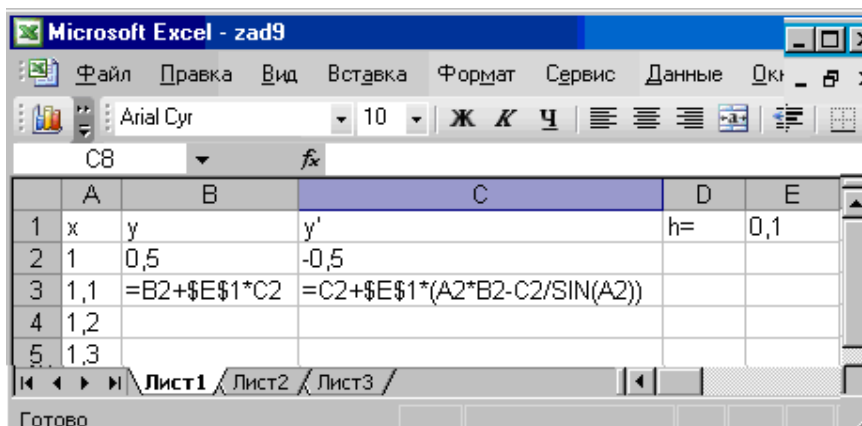 Microsoft Excel - zad9
Файл Правка Вид Вставка Формат Сервис Данные
Arial Cyr 10 Ж К Ч
C8 fx
A B C D E
1 x y y' h= 0,1
2 1 0,5 -0,5
3 1,1 =B2+$E$1*C2 =C2+$E$1*(A2*B2-C2/SIN(A2))
4 1,2
5 1,3
Лист1 Лист2 Лист3
Готово